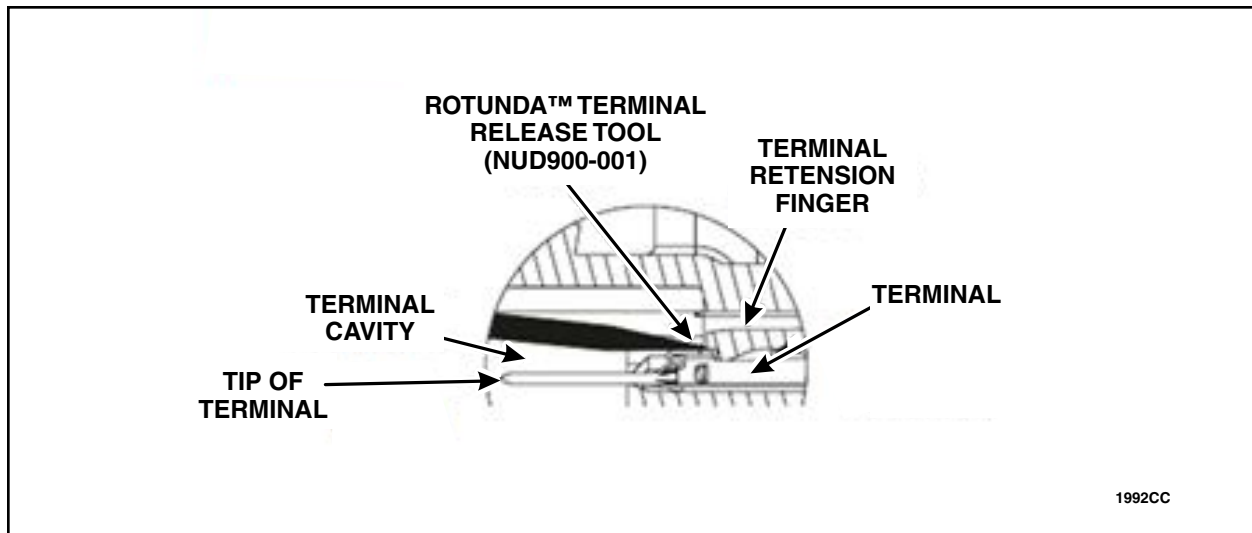 ROTUNDA™ TERMINAL
RELEASE TOOL
(NUD900-001)
TERMINAL
RETENSION
FINGER
TERMINAL
CAVITY
TERMINAL
TIP OF
TERMINAL
1992CC